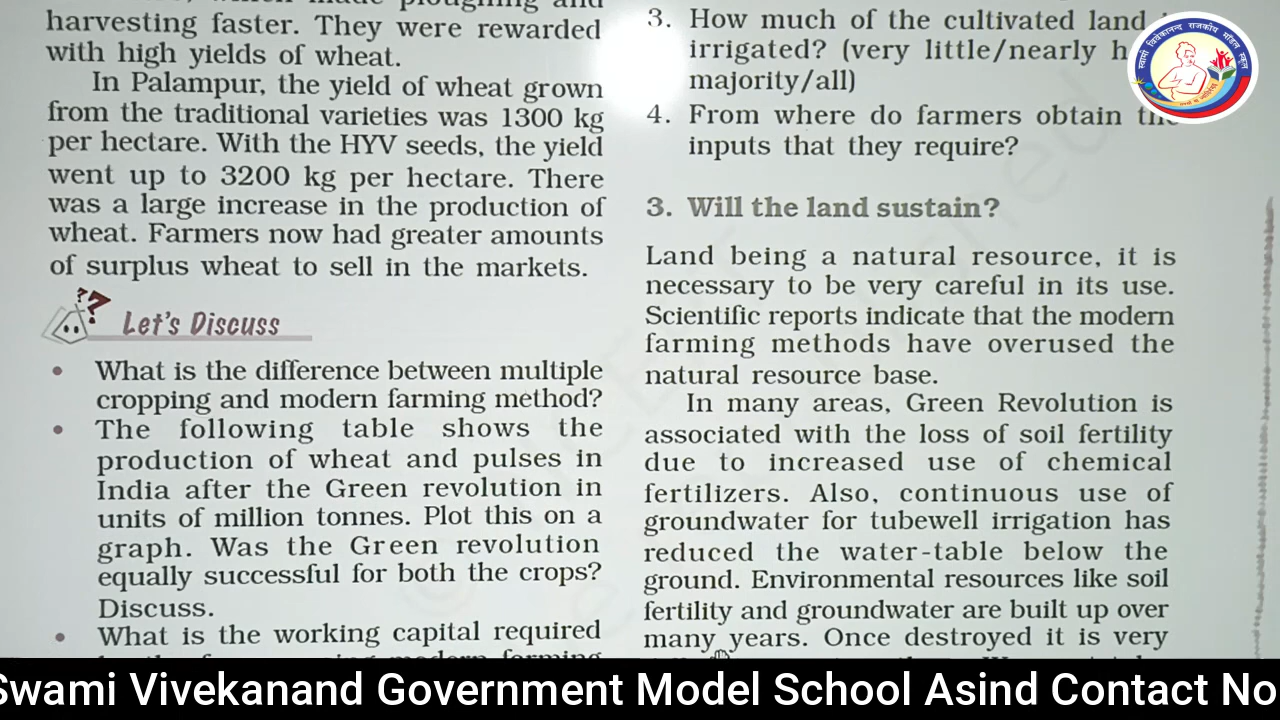 harvesting faster. They were rewarded
with high yields of wheat.
In Palampur, the yield of wheat grown
from the traditional varieties was 1300 kg
per hectare. With the HYV seeds, the yield
went up to 3200 kg per hectare. There
was a large increase in the production of
wheat. Farmers now had greater amounts
of surplus wheat to sell in the markets.
Let's Discuss
• What is the difference between multiple
cropping and modern farming method?
• The following table shows the
production of wheat and pulses in
India after the Green revolution in
units of million tonnes. Plot this on a
graph. Was the Green revolution
equally successful for both the crops?
Discuss.
• What is the working capital required
3. How much of the cultivated land
irrigated? (very little/nearly
majority/all)
4. From where do farmers obtain the
inputs that they require?
3. Will the land sustain?
Land being a natural resource, it is
necessary to be very careful in its use.
Scientific reports indicate that the modern
farming methods have overused the
natural resource base.
In many areas, Green Revolution is
associated with the loss of soil fertility
due to increased use of chemical
fertilizers. Also, continuous use of
groundwater for tubewell irrigation has
reduced the water-table below the
ground. Environmental resources like soil
fertility and groundwater are built up over
many years. Once destroyed it is very
स्वामी विवेकानन्द राजकीय मॉडल स्कूल
Swami Vivekanand Government Model School Asind Contact No